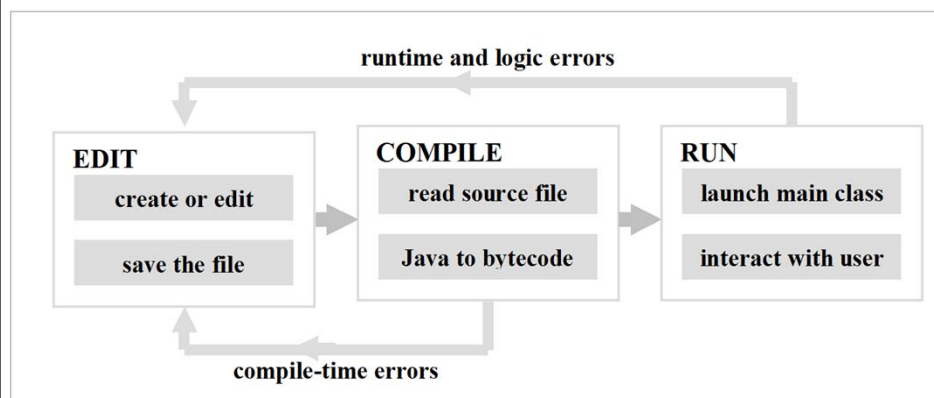 runtime and logic errors
EDIT
create or edit
save the file
COMPILE
read source file
Java to bytecode
RUN
launch main class
interact with user
compile-time errors